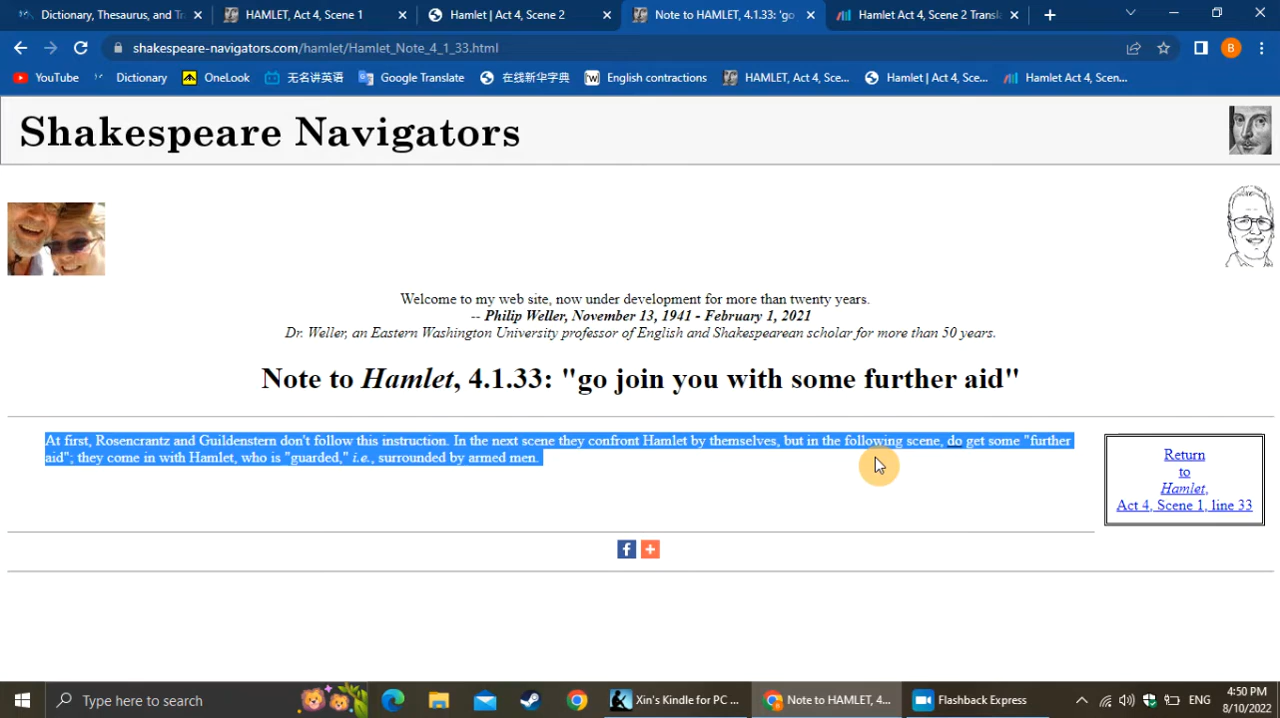 Dictionary, Thesaurus, and Tr
HAMLET, Act 4, Scene 1
Hamlet | Act 4, Scene 2
Note to HAMLET, 4.1.33: 'go
Hamlet Act 4, Scene 2 Transl
shakespeare-navigators.com/hamlet/Hamlet_Note_4_1_33.html
B
YouTube
Dictionary
OneLook
无名讲英语
Google Translate
在线新华字典
English contractions
HAMLET, Act 4, Sce...
Hamlet | Act 4, Sce...
Hamlet Act 4, Scen...
Shakespeare Navigators
Welcome to my web site, now under development for more than twenty years.
-- Philip Weller, November 13, 1941 - February 1, 2021
Dr. Weller, an Eastern Washington University professor of English and Shakespearean scholar for more than 50 years.
Note to Hamlet, 4.1.33: "go join you with some further aid"
At first, Rosencrantz and Guildenstern don't follow this instruction. In the next scene they confront Hamlet by themselves, but in the following scene, do get some "further
aid"; they come in with Hamlet, who is "guarded," i.e., surrounded by armed men.
Return
to
Hamlet,
Act 4, Scene 1, line 33
Type here to search
Xin's Kindle for PC ...
Note to HAMLET, 4...
Flashback Express
ENG
4:50 PM
8/10/2022